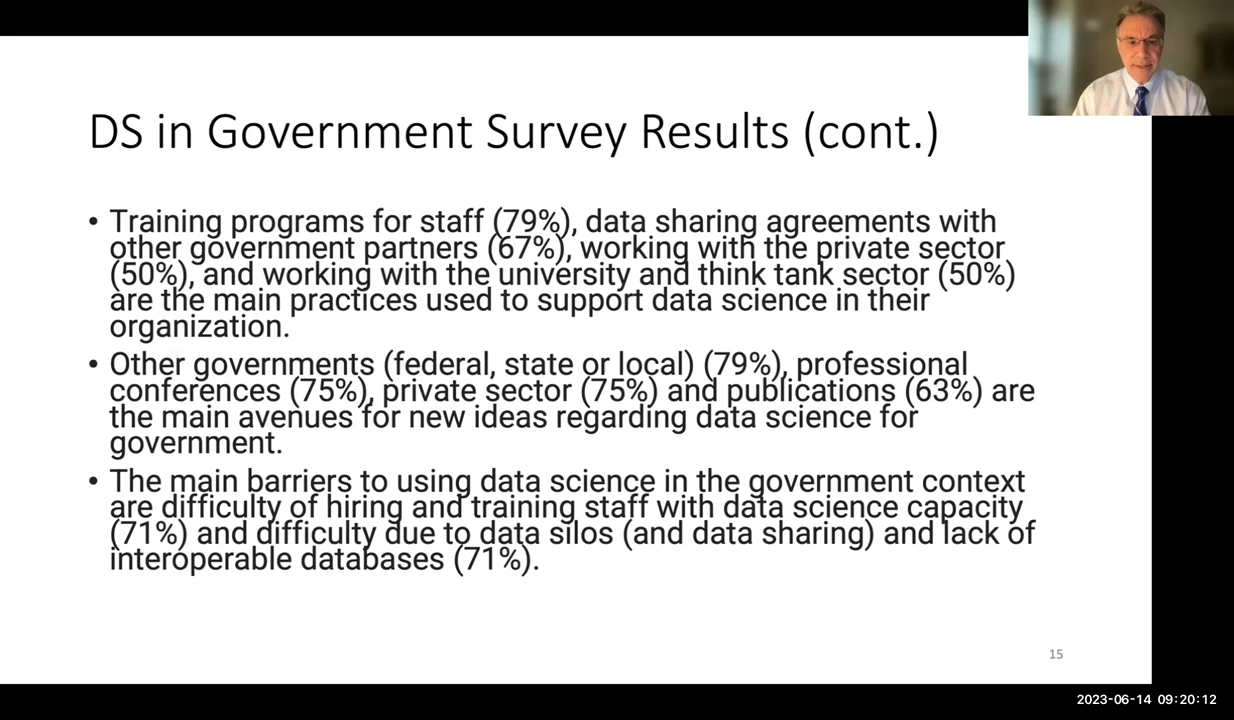 DS in Government Survey Results (cont.)
• Training programs for staff (79%), data sharing agreements with
other government partners (67%), working with the private sector
(50%), and working with the university and think tank sector (50%)
are the main practices used to support data science in their
organization.
• Other governments (federal, state or local) (79%), professional
conferences (75%), private sector (75%) and publications (63%) are
the main avenues for new ideas regarding data science for
government.
• The main barriers to using data science in the government context
are difficulty of hiring and training staff with data science capacity
(71%) and difficulty due to data silos (and data sharing) and lack of
interoperable databases (71%).
15
2023-06-14 09:20:12